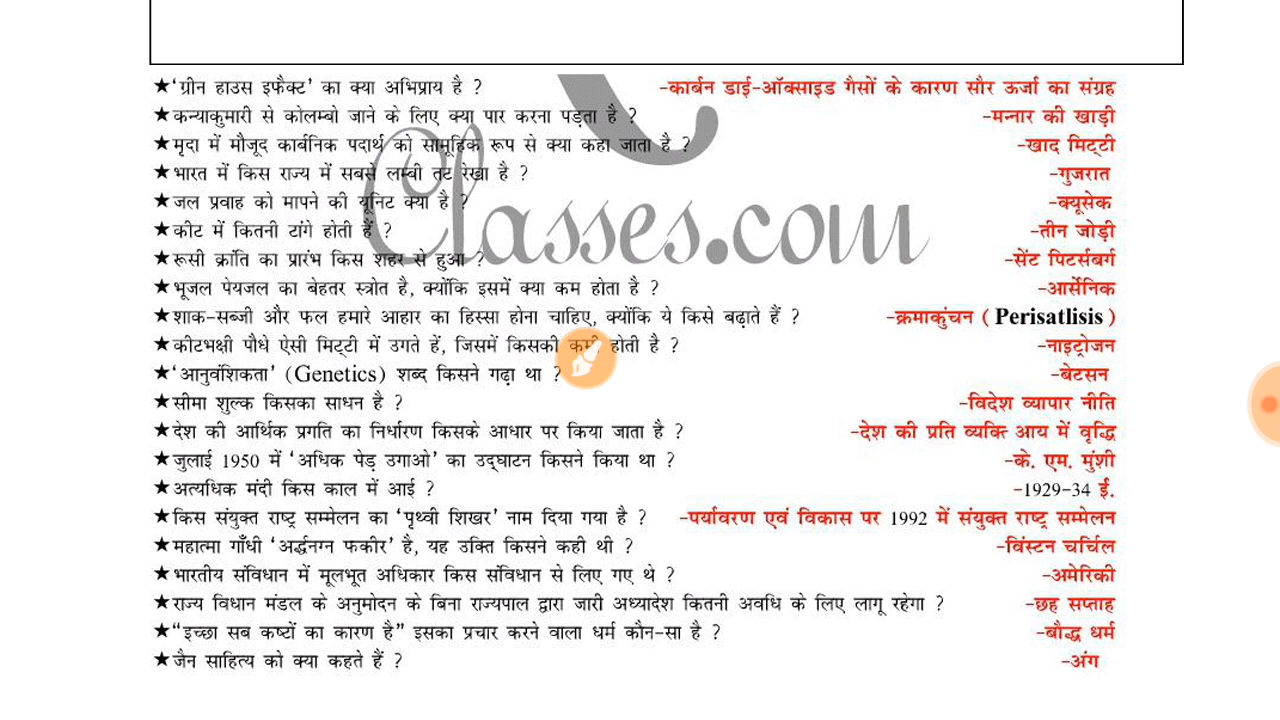 ★‘ग्रीन हाउस इफैक्ट’ का क्या अभिप्राय है ? -कार्बन डाई-ऑक्साइड गैसों के कारण सौर ऊर्जा का संग्रह
★कन्याकुमारी से कोलम्बो जाने के लिए क्या पार करना पड़ता है ? -मन्नार की खाड़ी
★मृदा में मौजूद कार्बनिक पदार्थ को सामूहिक रूप से क्या कहा जाता है ? -खाद मिट्टी
★भारत में किस राज्य में सबसे लम्बी तट रेखा है ? -गुजरात
★जल प्रवाह को मापने की यूनिट क्या है ? -क्यूसेक
Classes.com
★कीट में कितनी टांगे होती हैं ? -तीन जोड़ी
★रूसी क्रांति का प्रारंभ किस शहर से हुआ ? -सेंट पिटर्सबर्ग
★भूजल पेयजल का बेहतर स्त्रोत है, क्योंकि इसमें क्या कम होता है ? -आर्सेनिक
★शाक-सब्जी और फल हमारे आहार का हिस्सा होना चाहिए, क्योंकि ये किसे बढ़ाते हैं ? -क्रमाकुंचन ( Perisatlisis )
★कीटभक्षी पौधे ऐसी मिट्टी में उगते हें, जिसमें किसकी कमी होती है ? -नाइट्रोजन
★‘आनुवंशिकता’ (Genetics) शब्द किसने गढ़ा था ? -बेटसन
★सीमा शुल्क किसका साधन है ? -विदेश व्यापार नीति
★देश की आर्थिक प्रगति का निर्धारण किसके आधार पर किया जाता है ? -देश की प्रति व्यक्ति आय में वृद्धि
★जुलाई 1950 में ‘अधिक पेड़ उगाओ’ का उद्घाटन किसने किया था ? -के. एम. मुंशी
★अत्यधिक मंदी किस काल में आई ? -1929-34 ई.
★किस संयुक्त राष्ट्र सम्मेलन का ‘पृथ्वी शिखर’ नाम दिया गया है ? -पर्यावरण एवं विकास पर 1992 में संयुक्त राष्ट्र सम्मेलन
★महात्मा गाँधी ‘अर्द्धनग्न फकीर’ है, यह उक्ति किसने कही थी ? -विंस्टन चर्चिल
★भारतीय संविधान में मूलभूत अधिकार किस संविधान से लिए गए थे ? -अमेरिकी
★राज्य विधान मंडल के अनुमोदन के बिना राज्यपाल द्वारा जारी अध्यादेश कितनी अवधि के लिए लागू रहेगा ? -छह सप्ताह
★“इच्छा सब कष्टों का कारण है” इसका प्रचार करने वाला धर्म कौन-सा है ? -बौद्ध धर्म
★जैन साहित्य को क्या कहते हैं ? -अंग